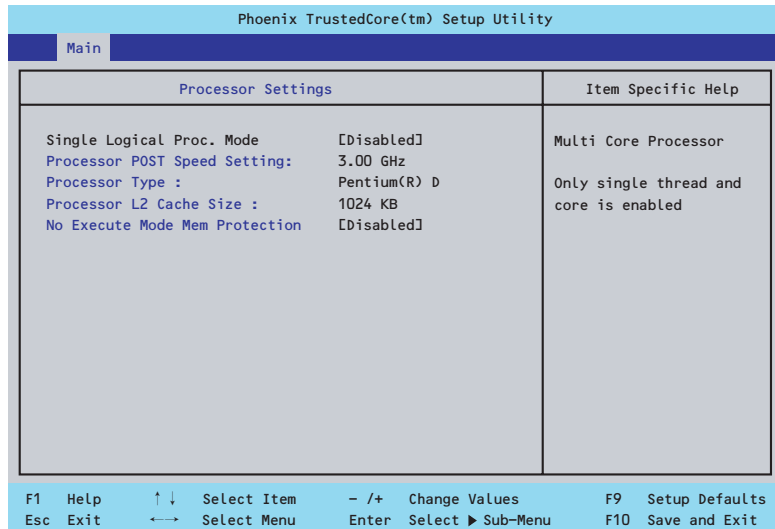 Phoenix TrustedCore(tm) Setup Utility
Main
Processor Settings
Item Specific Help
Single Logical Proc. Mode [Disabled]
Processor POST Speed Setting: 3.00 GHz
Processor Type : Pentium(R) D
Processor L2 Cache Size : 1024 KB
No Execute Mode Mem Protection [Disabled]
Multi Core Processor
Only single thread and
core is enabled
F1 Help ↑↓ Select Item – /+ Change Values F9 Setup Defaults
Esc Exit ←→ Select Menu Enter Select ▶ Sub-Menu F10 Save and Exit